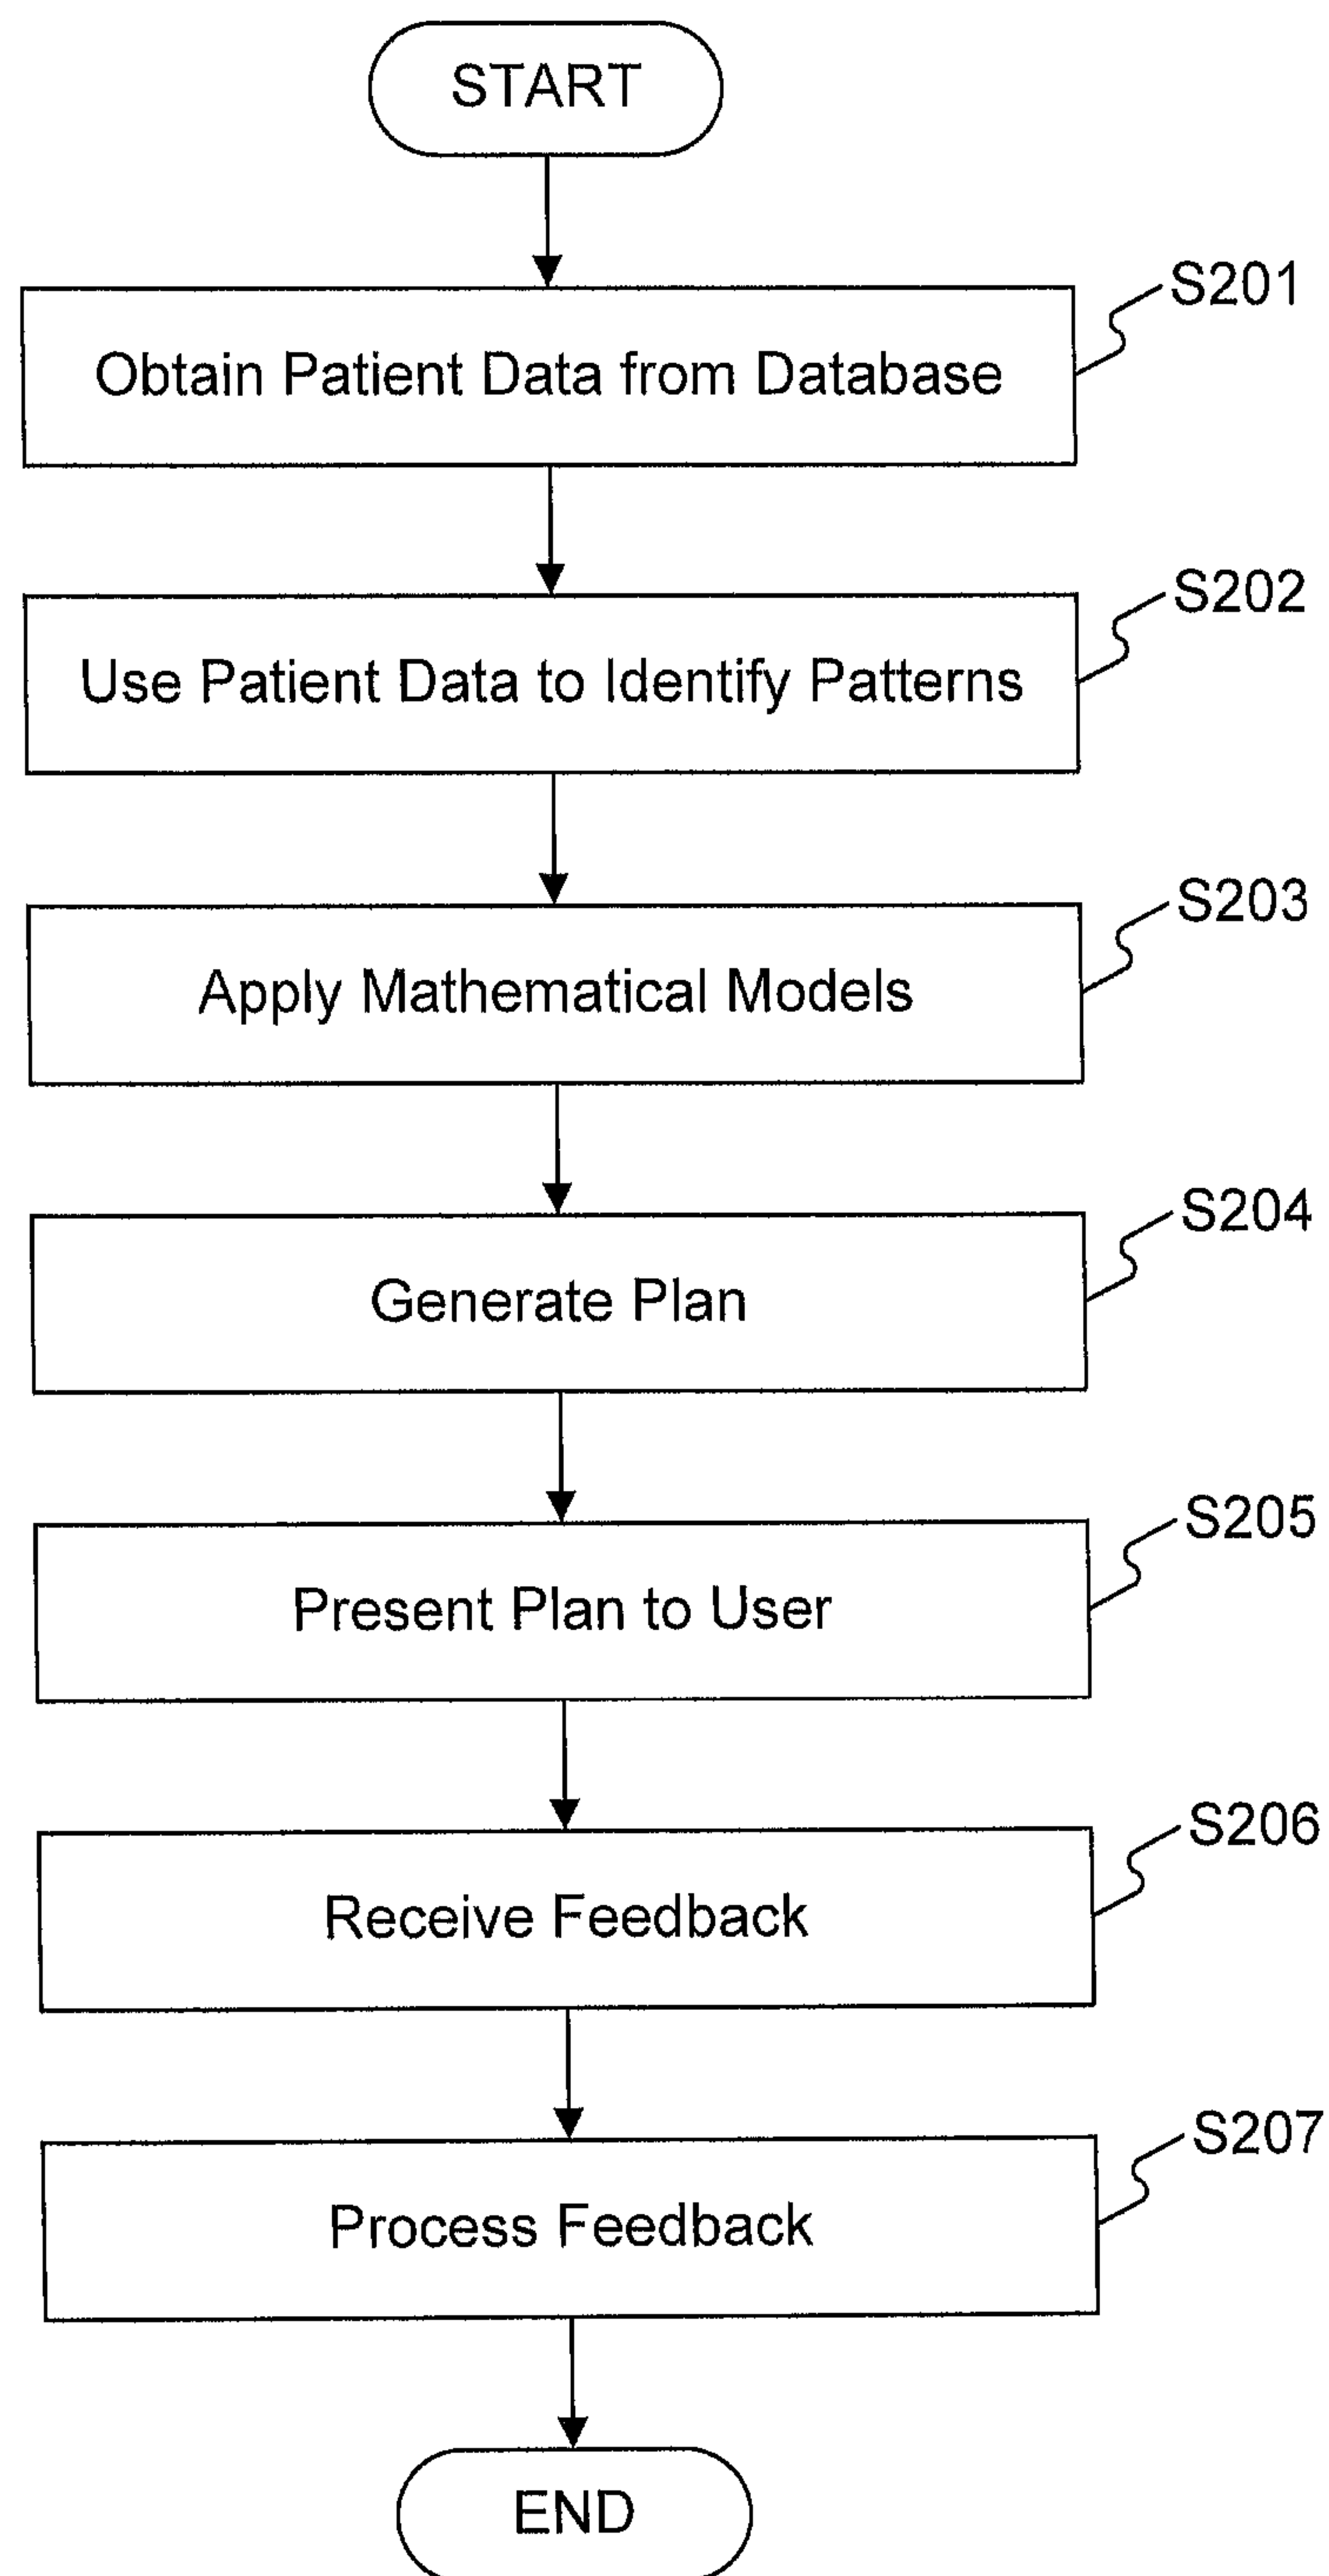 START
S201
Obtain Patient Data from Database
S202
Use Patient Data to Identify Patterns
S203
Apply Mathematical Models
S204
Generate Plan
S205
Present Plan to User
S206
Receive Feedback
S207
Process Feedback
END